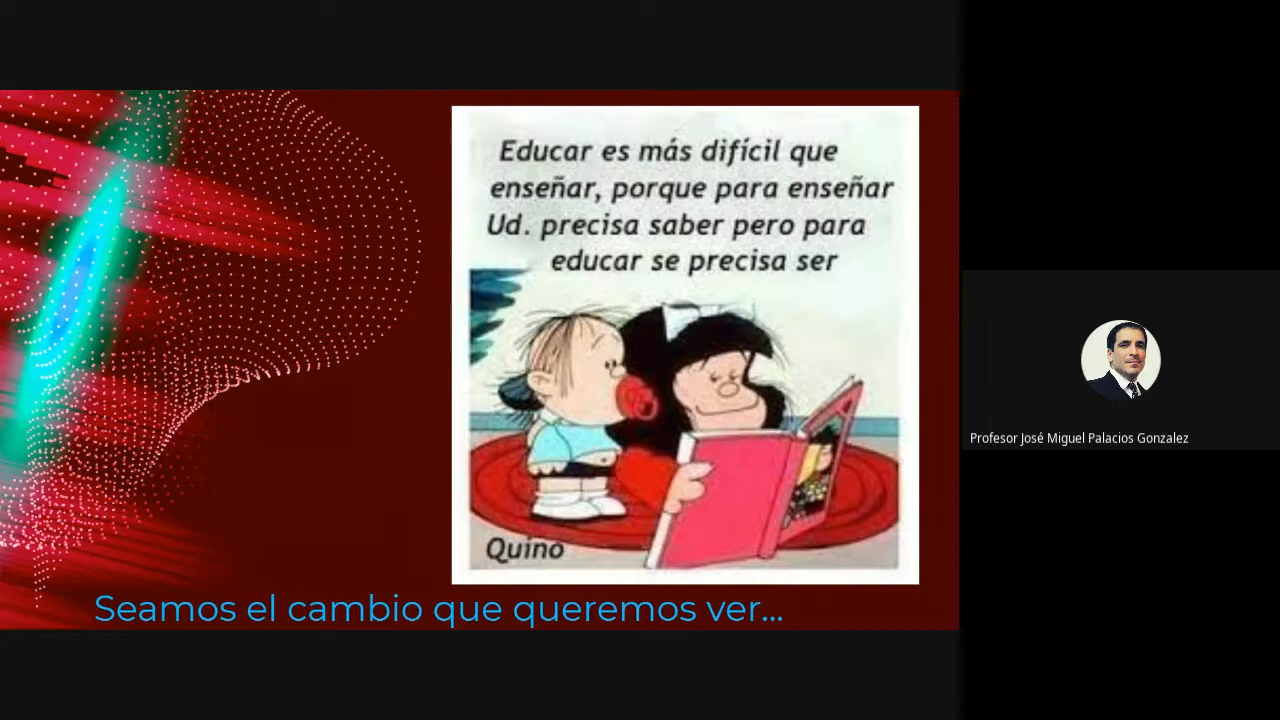 Educar es más difícil que
enseñar, porque para enseñar
Ud. precisa saber pero para
educar se precisa ser
Quino
Seamos el cambio que queremos ver...
Profesor José Miguel Palacios Gonzalez